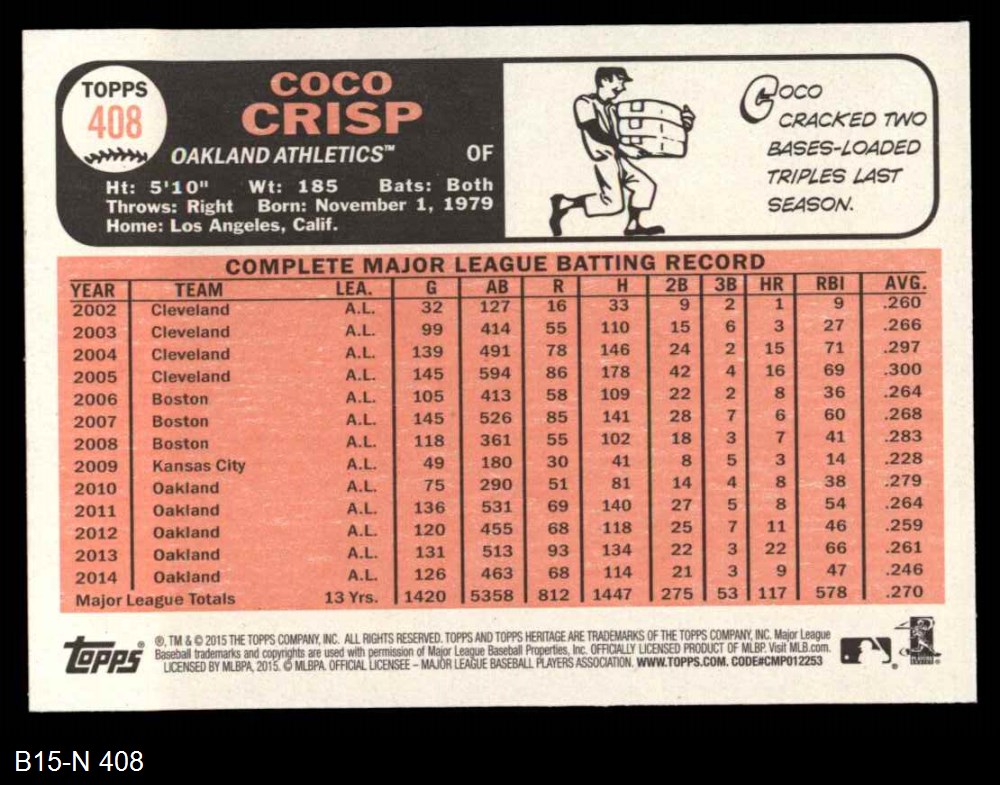 TOPPS
408
COCO
CRISP
OAKLAND ATHLETICS™ OF
Ht: 5'10" Wt: 185 Bats: Both
Throws: Right Born: November 1, 1979
Home: Los Angeles, Calif.
COCO
CRACKED TWO
BASES-LOADED
TRIPLES LAST
SEASON.
COMPLETE MAJOR LEAGUE BATTING RECORD
YEAR TEAM LEA. G AB R H 2B 3B HR RBI AVG.
2002 Cleveland A.L. 32 127 16 33 9 2 1 9 .260
2003 Cleveland A.L. 99 414 55 110 15 6 3 27 .266
2004 Cleveland A.L. 139 491 78 146 24 2 15 71 .297
2005 Cleveland A.L. 145 594 86 178 42 4 16 69 .300
2006 Boston A.L. 105 413 58 109 22 2 8 36 .264
2007 Boston A.L. 145 526 85 141 28 7 6 60 .268
2008 Boston A.L. 118 361 55 102 18 3 7 41 .283
2009 Kansas City A.L. 49 180 30 41 8 5 3 14 .228
2010 Oakland A.L. 75 290 51 81 14 4 8 38 .279
2011 Oakland A.L. 136 531 69 140 27 5 8 54 .264
2012 Oakland A.L. 120 455 68 118 25 7 11 46 .259
2013 Oakland A.L. 131 513 93 134 22 3 22 66 .261
2014 Oakland A.L. 126 463 68 114 21 3 9 47 .246
Major League Totals 13 Yrs. 1420 5358 812 1447 275 53 117 578 .270
Topps®
®, TM & © 2015 THE TOPPS COMPANY, INC. ALL RIGHTS RESERVED. TOPPS AND TOPPS HERITAGE ARE TRADEMARKS OF THE TOPPS COMPANY, INC. Major League
Baseball trademarks and copyrights are used with permission of Major League Baseball Properties, Inc. OFFICIALLY LICENSED PRODUCT OF MLBP. Visit MLB.com.
LICENSED BY MLBPA, 2015. © MLBPA. OFFICIAL LICENSEE – MAJOR LEAGUE BASEBALL PLAYERS ASSOCIATION. WWW.TOPPS.COM. CODE#CMP012253
B15-N 408